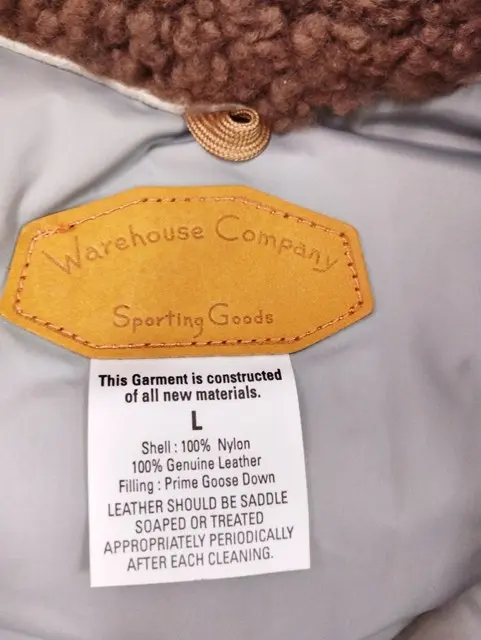 Warehouse Company
Sporting Goods
This Garment is constructed
of all new materials.
L
Shell : 100% Nylon
100% Genuine Leather
Filling : Prime Goose Down
LEATHER SHOULD BE SADDLE
SOAPED OR TREATED
APPROPRIATELY PERIODICALLY
AFTER EACH CLEANING.